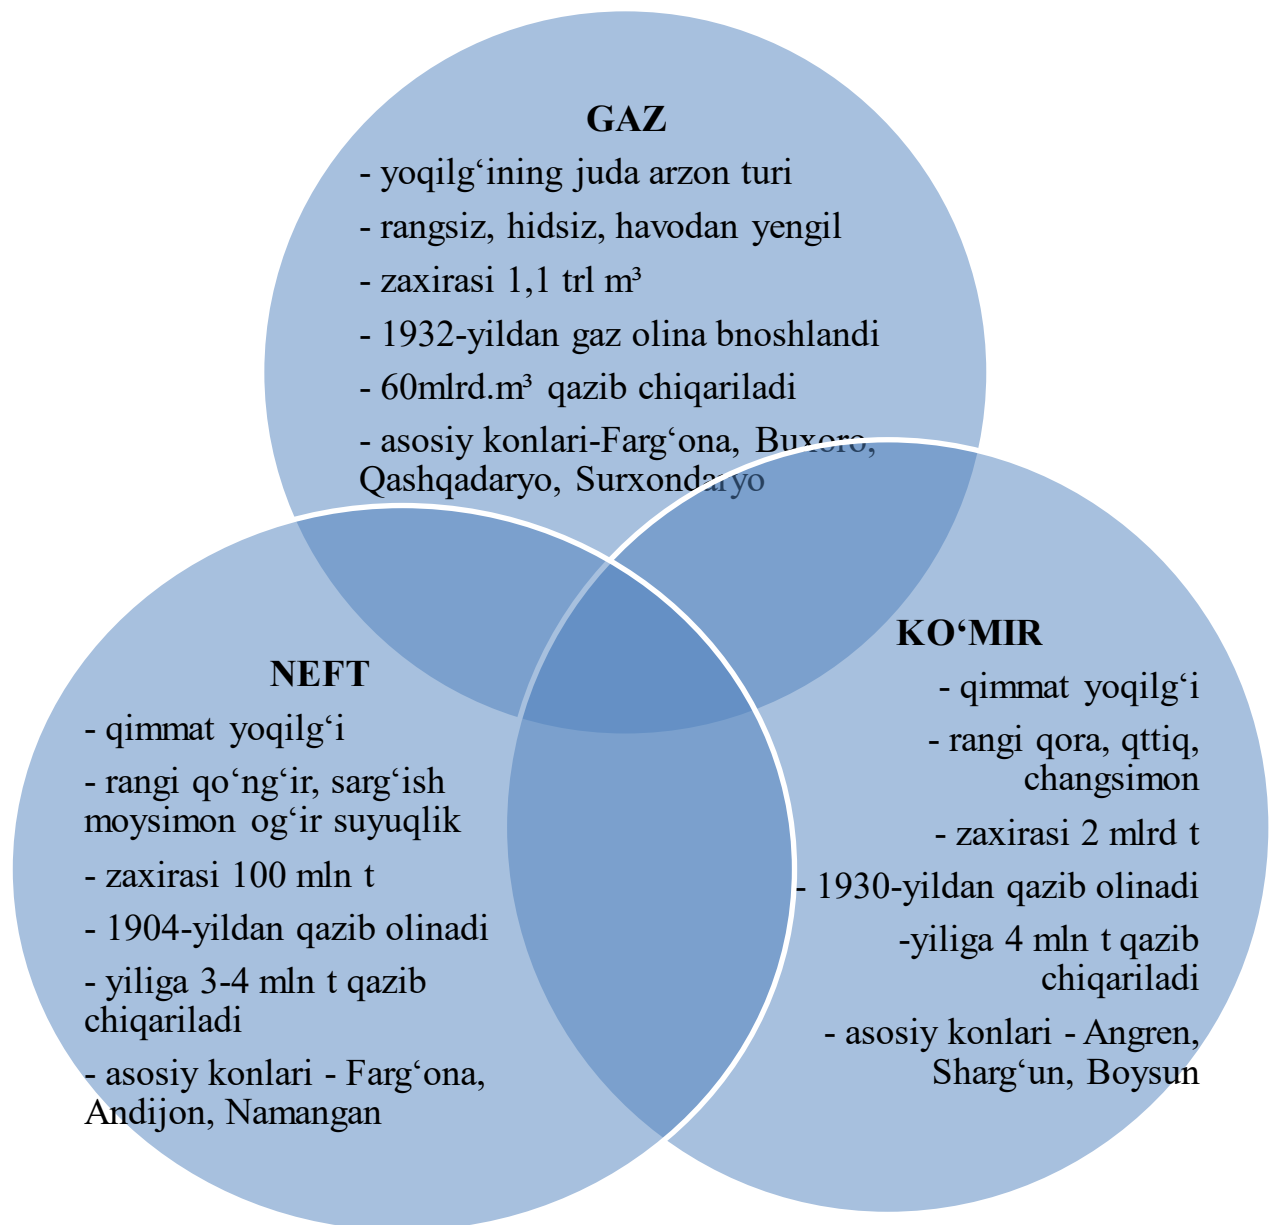 GAZ
- yoqilg‘ining juda arzon turi
- rangsiz, hidsiz, havodan yengil
- zaxirasi 1,1 trl m³
- 1932-yildan gaz olina bnoshlandi
- 60mlrd.m³ qazib chiqariladi
- asosiy konlari-Farg‘ona, Buxoro,
Qashqadaryo, Surxondaryo
NEFT
- qimmat yoqilg‘i
- rangi qo‘ng‘ir, sarg‘ish
moysimon og‘ir suyuqlik
- zaxirasi 100 mln t
- 1904-yildan qazib olinadi
- yiliga 3-4 mln t qazib
chiqariladi
- asosiy konlari - Farg‘ona,
Andijon, Namangan
KO‘MIR
- qimmat yoqilg‘i
- rangi qora, qttiq,
changsimon
- zaxirasi 2 mlrd t
- 1930-yildan qazib olinadi
-yiliga 4 mln t qazib
chiqariladi
- asosiy konlari - Angren,
Sharg‘un, Boysun